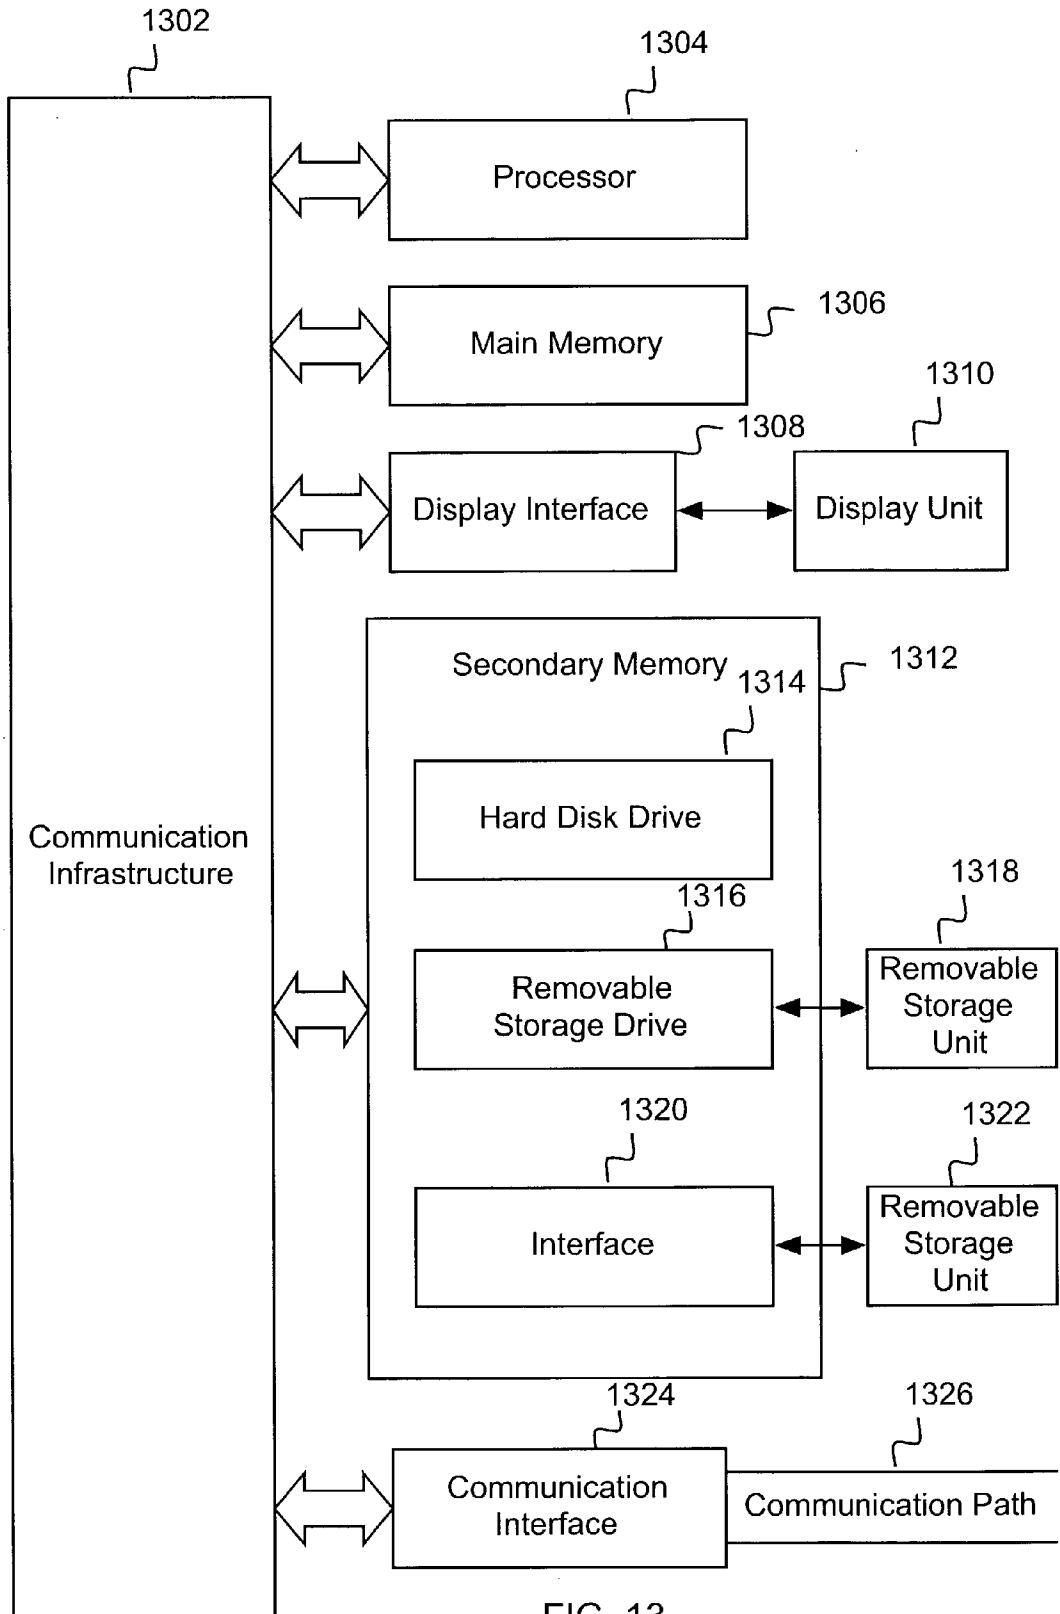 1302
1304
Processor
1306
Main Memory
1310
1308
Display Interface
Display Unit
Secondary Memory
1312
1314
Hard Disk Drive
Communication
Infrastructure
1316
1318
Removable
Storage Drive
Removable
Storage
Unit
1320
1322
Interface
Removable
Storage
Unit
1324
1326
Communication
Interface
Communication Path
FIG. 13